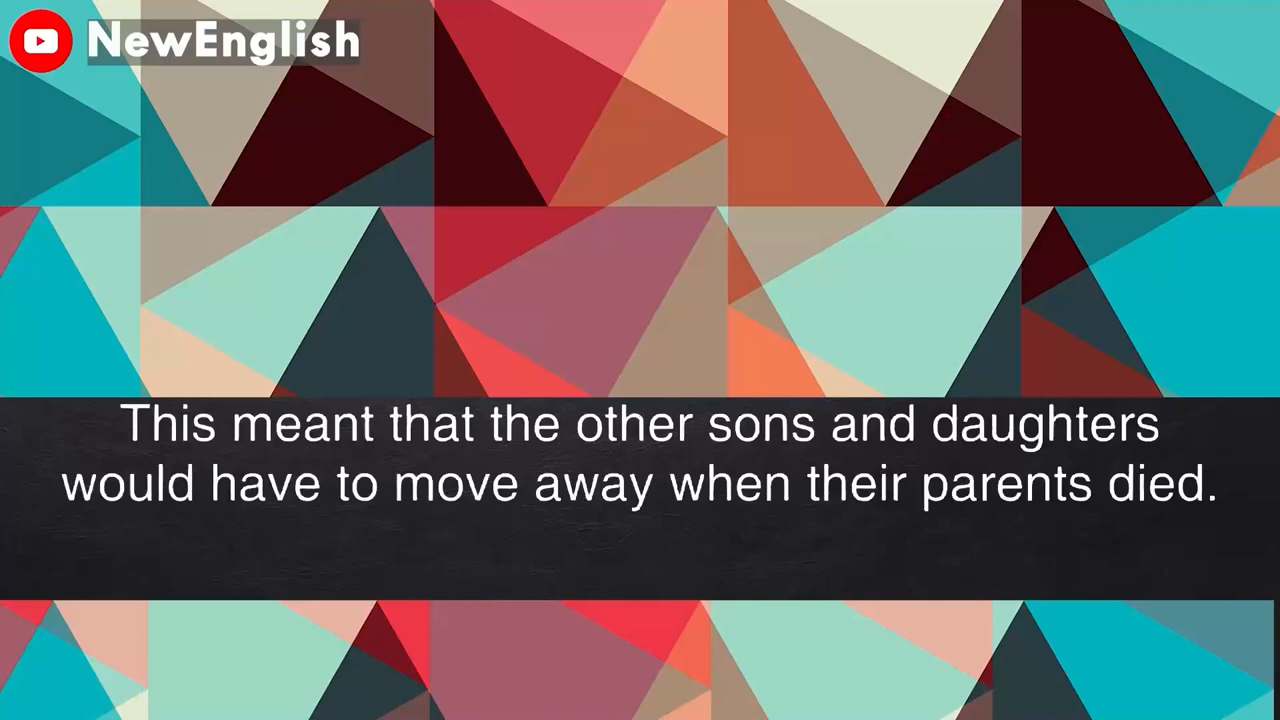 NewEnglish
This meant that the other sons and daughters
would have to move away when their parents died.